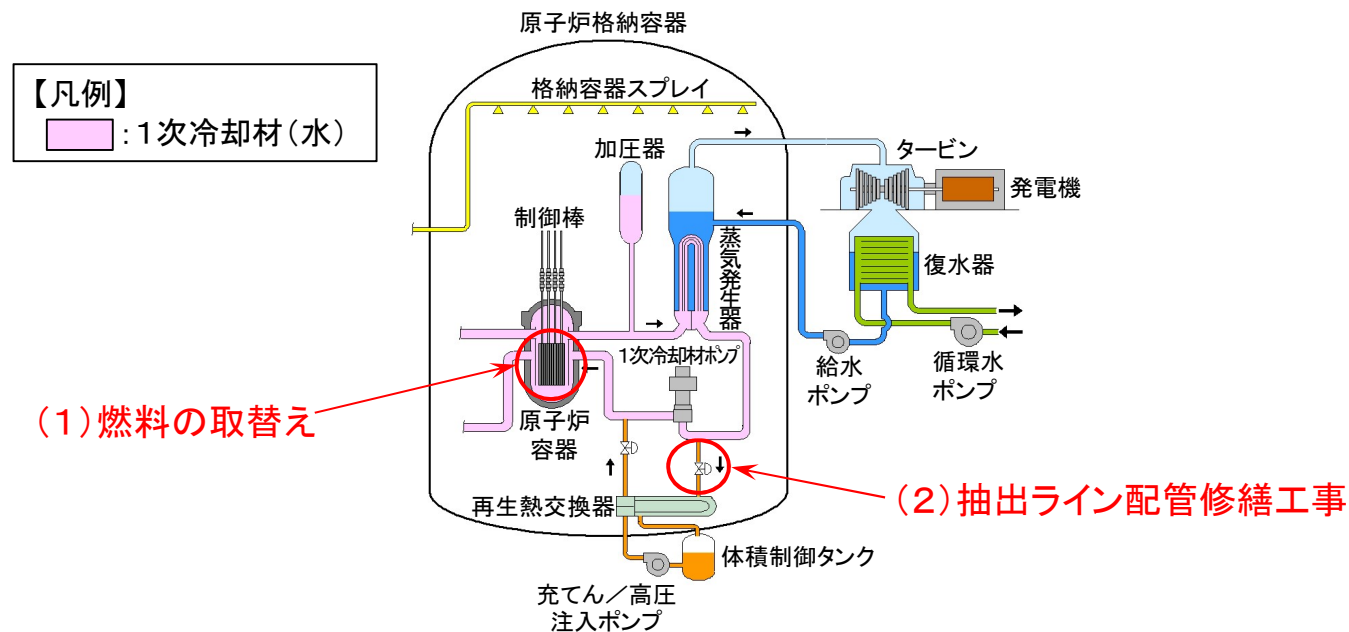 原子炉格納容器
【凡例】
：１次冷却材（水）
格納容器スプレイ
加圧器
タービン
発電機
制御棒
蒸気発生器
復水器
１次冷却材ポンプ
給水
ポンプ
循環水
ポンプ
（１）燃料の取替え
原子炉
容器
再生熱交換器
（２）抽出ライン配管修繕工事
体積制御タンク
充てん／高圧
注入ポンプ